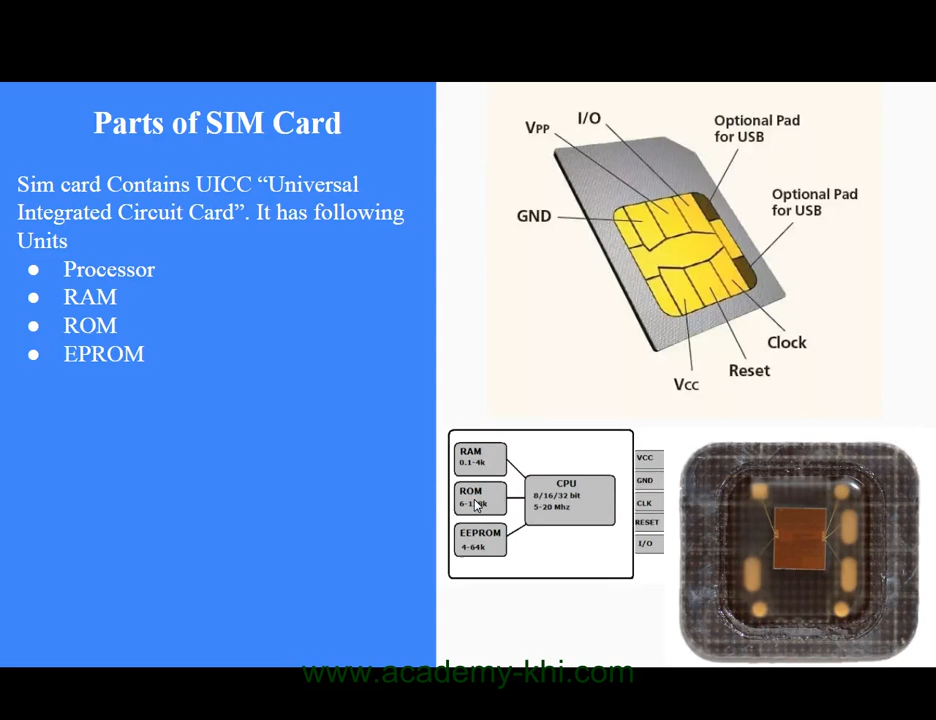 Parts of SIM Card
Sim card Contains UICC “Universal
Integrated Circuit Card”. It has following
Units
● Processor
● RAM
● ROM
● EPROM
I/O
VPP
GND
Optional Pad
for USB
Optional Pad
for USB
Clock
Reset
Vcc
RAM
0.1-4k
ROM
EEPROM
4-64k
CPU
8/16/32 bit
5-20 Mhz
VCC
GND
CLK
RESET
I/O
www.academy-khi.com